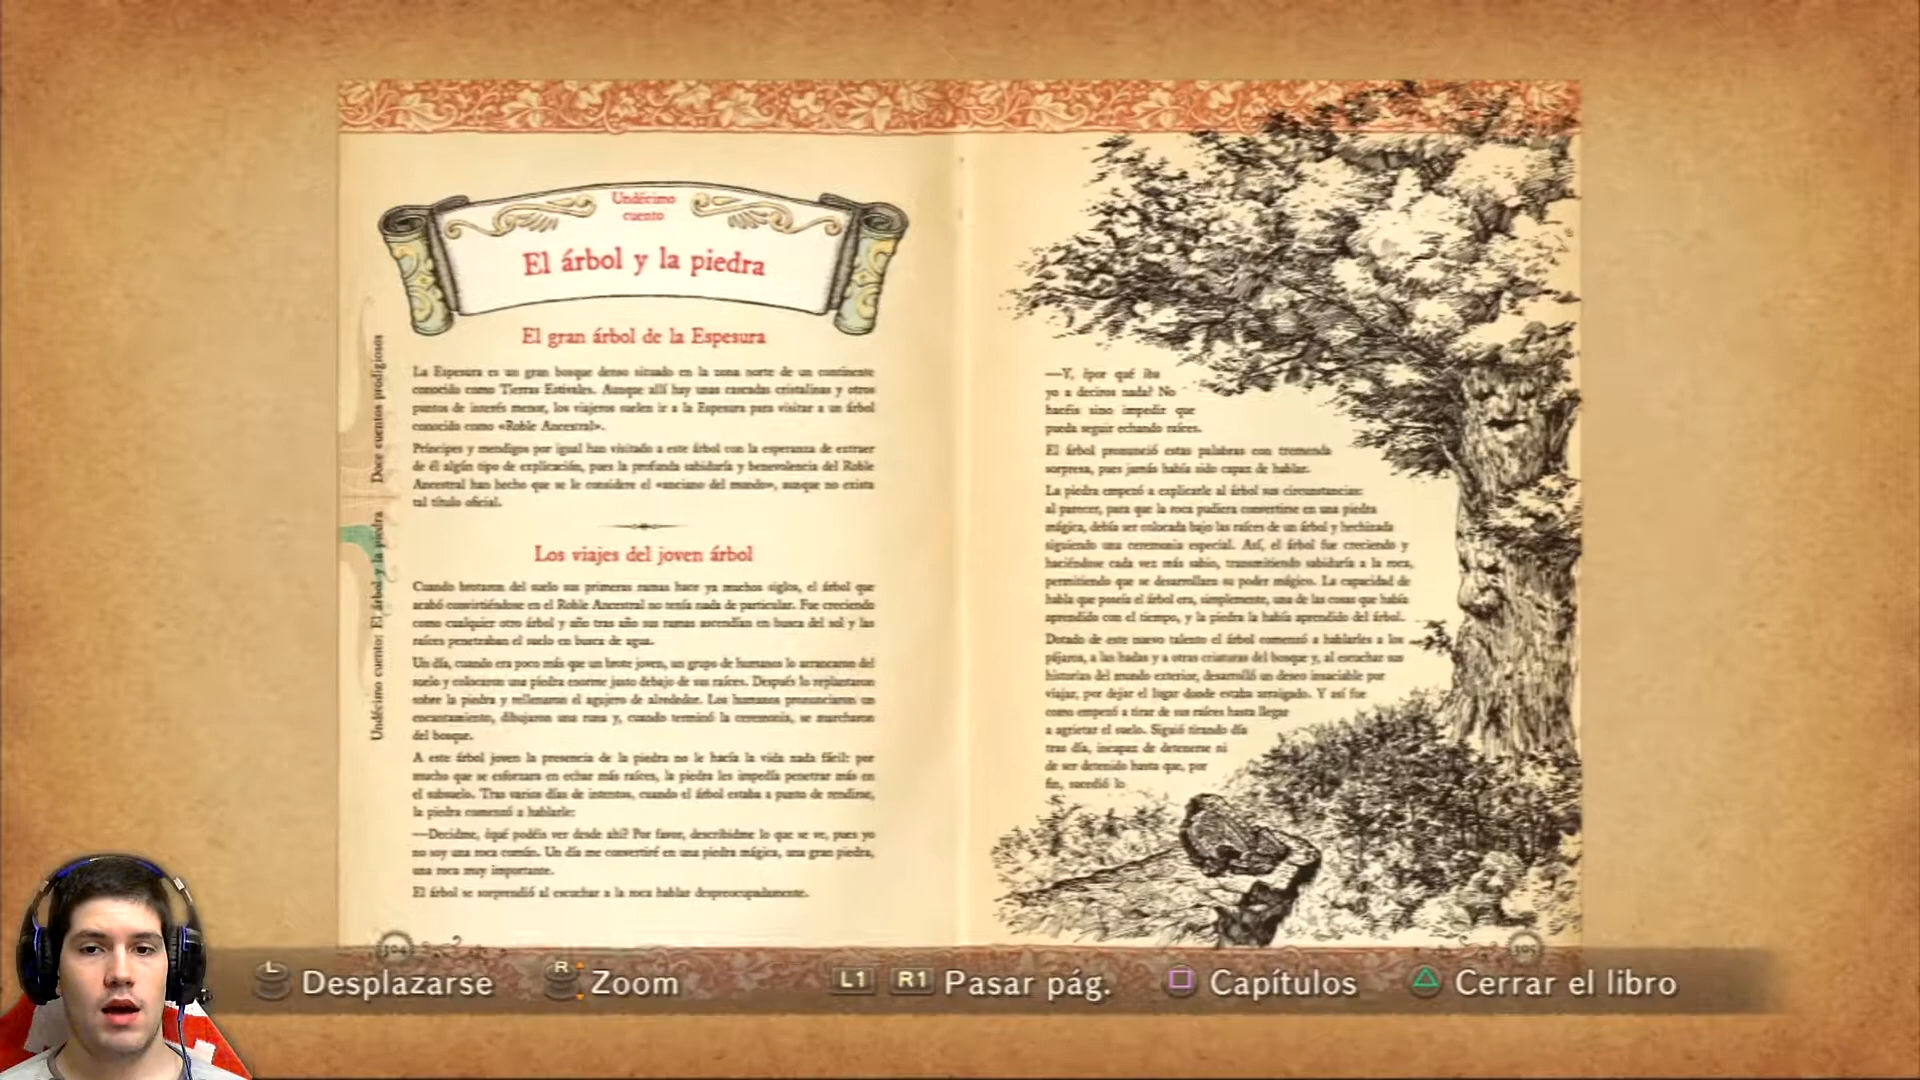 Undécimo
cuento
El árbol y la piedra
El gran árbol de la Espesura
La Espesura es un gran bosque denso situado en la zona norte de un continente
conocido como Tierras Estivales. Aunque allí hay unas cascadas cristalinas y otros
puntos de interés menor, los viajeros suelen ir a la Espesura para visitar a un árbol
conocido como «Roble Ancestral».
Príncipes y mendigos por igual han visitado a este árbol con la esperanza de extraer
de él algún tipo de explicación, pues la profunda sabiduría y benevolencia del Roble
Ancestral han hecho que se le considere el «anciano del mundo», aunque no exista
tal título oficial.
Los viajes del joven árbol
Cuando brotaron del suelo sus primeras ramas hace ya muchos siglos, el árbol que
acabó convirtiéndose en el Roble Ancestral no tenía nada de particular. Fue creciendo
como cualquier otro árbol y año tras año sus ramas ascendían en busca del sol y las
raíces penetraban el suelo en busca de agua.
Un día, cuando era poco más que un brote joven, un grupo de humanos lo arrancaron del
suelo y colocaron una piedra enorme justo debajo de sus raíces. Después lo replantaron
sobre la piedra y rellenaron el agujero de alrededor. Los humanos pronunciaron un
encantamiento, dibujaron una runa y, cuando terminó la ceremonia, se marcharon
del bosque.
A este árbol joven la presencia de la piedra no le hacía la vida nada fácil: por
mucho que se esforzara en echar más raíces, la piedra les impedía penetrar más en
el subsuelo. Tras varios días de intentos, cuando el árbol estaba a punto de rendirse,
la piedra comenzó a hablarle:
—Decidme, ¿qué podéis ver desde ahí? Por favor, describidme lo que se ve, pues yo
no soy una roca común. Un día me convertiré en una piedra mágica, una gran piedra,
una roca muy importante.
El árbol se sorprendió al escuchar a la roca hablar despreocupadamente.
304
Undécimo cuento: El árbol y la piedra Doce cuentos prodigiosos
—Y, ¿por qué iba
yo a deciros nada? No
hacéis sino impedir que
pueda seguir echando raíces.
El árbol pronunció estas palabras con tremenda
sorpresa, pues jamás había sido capaz de hablar.
La piedra empezó a explicarle al árbol sus circunstancias:
al parecer, para que la roca pudiera convertirse en una piedra
mágica, debía ser colocada bajo las raíces de un árbol y hechizada
siguiendo una ceremonia especial. Así, el árbol fue creciendo y
haciéndose cada vez más sabio, transmitiendo sabiduría a la roca,
permitiendo que se desarrollara su poder mágico. La capacidad de
habla que poseía el árbol era, simplemente, una de las cosas que había
aprendido con el tiempo, y la piedra la había aprendido del árbol.
Dotado de este nuevo talento el árbol comenzó a hablarles a los
pájaros, a las hadas y a otras criaturas del bosque y, al escuchar sus
historias del mundo exterior, desarrolló un deseo insaciable por
viajar, por dejar el lugar donde estaba arraigado. Y así fue
como empezó a tirar de sus raíces hasta llegar
a agrietar el suelo. Siguió tirando día
tras día, incapaz de detenerse ni
de ser detenido hasta que, por
fin, sucedió lo
305
L Desplazarse R Zoom L1 R1 Pasar pág. Capítulos Cerrar el libro